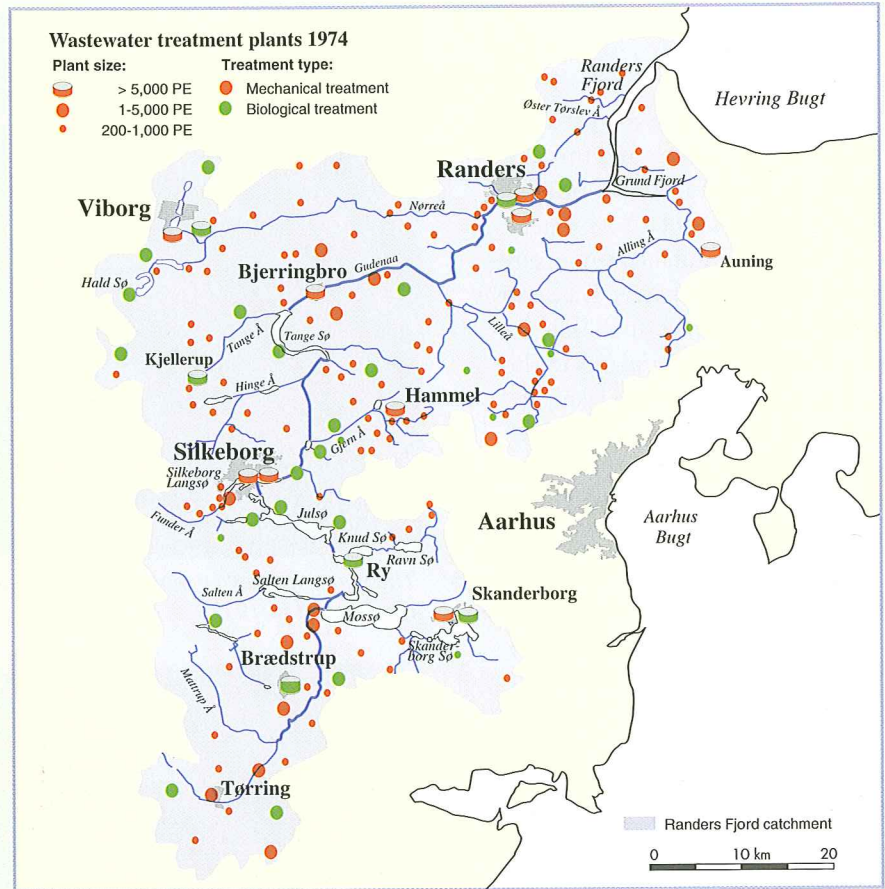 Wastewater treatment plants 1974
Plant size:
Treatment type:
> 5,000 PE
Mechanical treatment
1-5,000 PE
Biological treatment
200-1,000 PE
Randers
Fjord
Hevring Bugt
Øster Tørslev Å
Randers
Grund Fjord
Viborg
Nørreå
Alling Å
Auning
Hald Sø
Bjerringbro
Gudenaa
Tange Å
Tange Sø
Lilleå
Kjellerup
Hinge Å
Hammel
Gjern Å
Silkeborg
Silkeborg
Langsø
Julsø
Funder Å
Aarhus
Aarhus
Bugt
Knud Sø
Ravn Sø
Ry
Salten Å
Salten Langsø
Skanderborg
Mossø
Skander-
borg Sø
Brædstrup
Mattrup Å
Tørring
Randers Fjord catchment
0
10 km
20